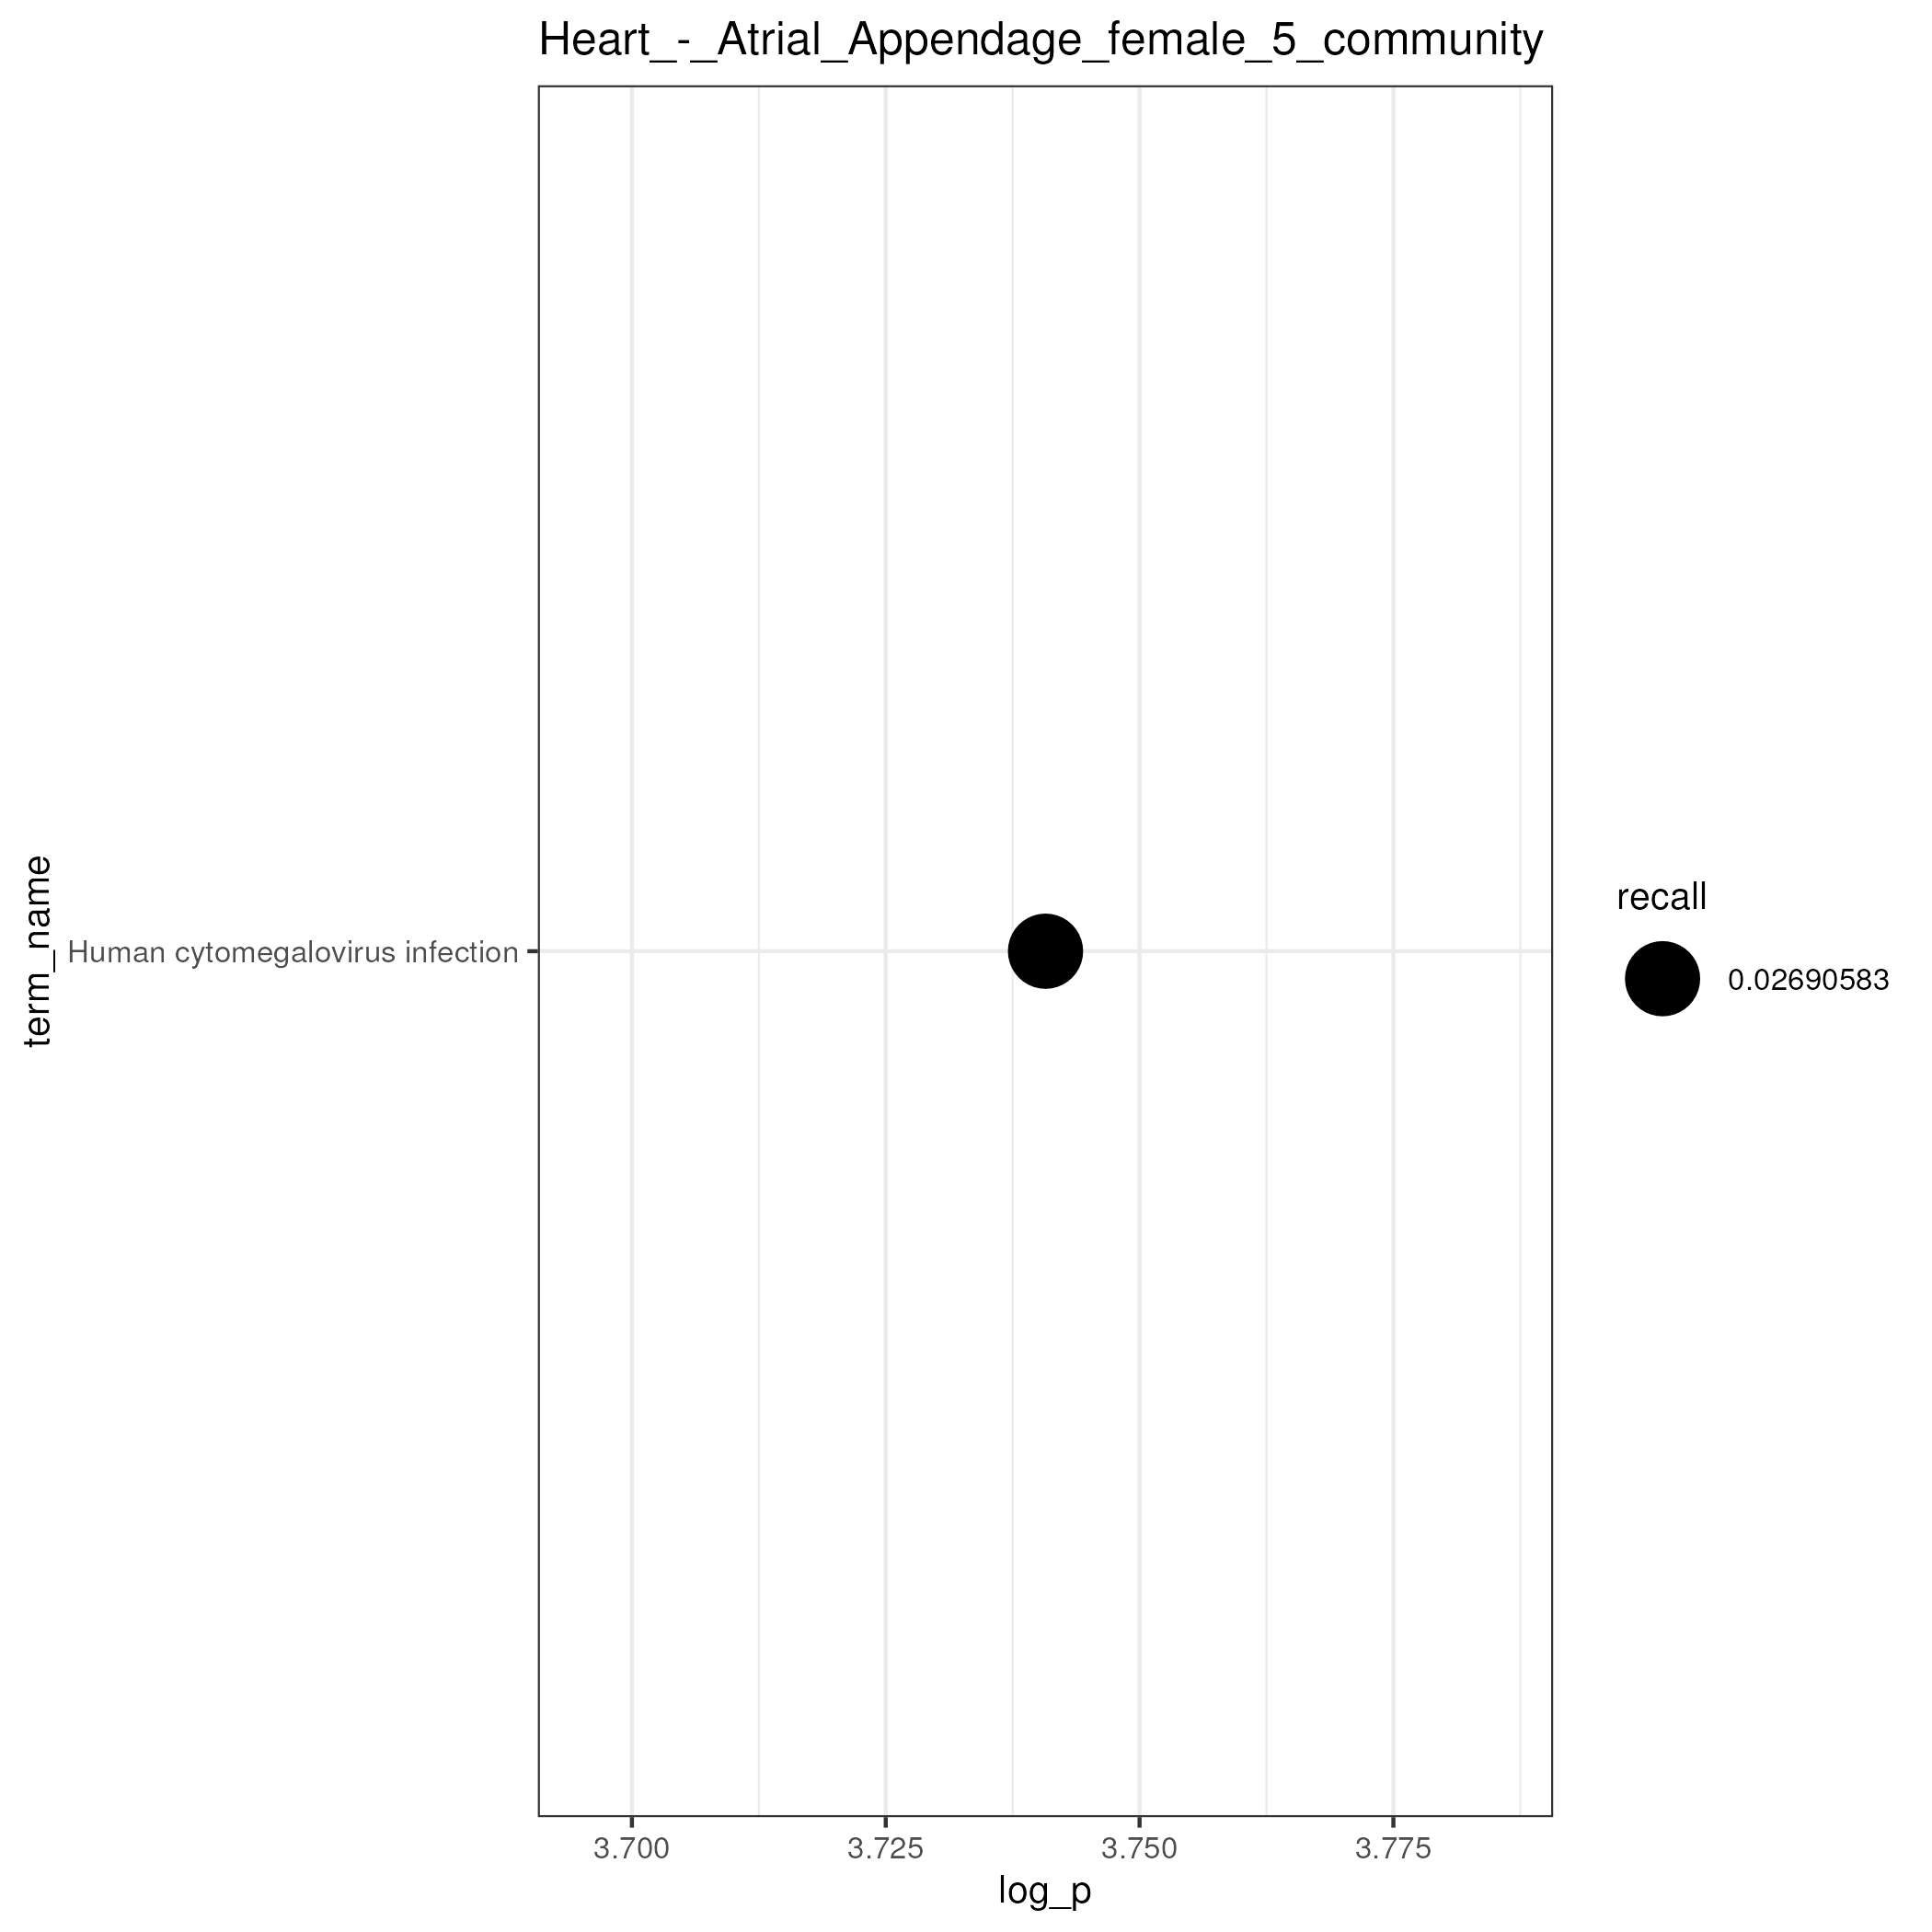 Heart_-_Atrial_Appendage_female_5_community
term_name
Human cytomegalovirus infection
recall
0.02690583
3.700 3.725 3.750 3.775
log_p